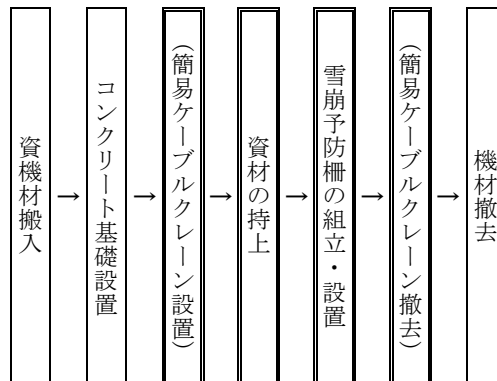 資機材搬入
→
コンクリート基礎設置
→
(簡易ケーブルクレーン設置)
→
資材の持上
→
雪崩予防柵の組立・設置
→
(簡易ケーブルクレーン撤去)
→
機材撤去